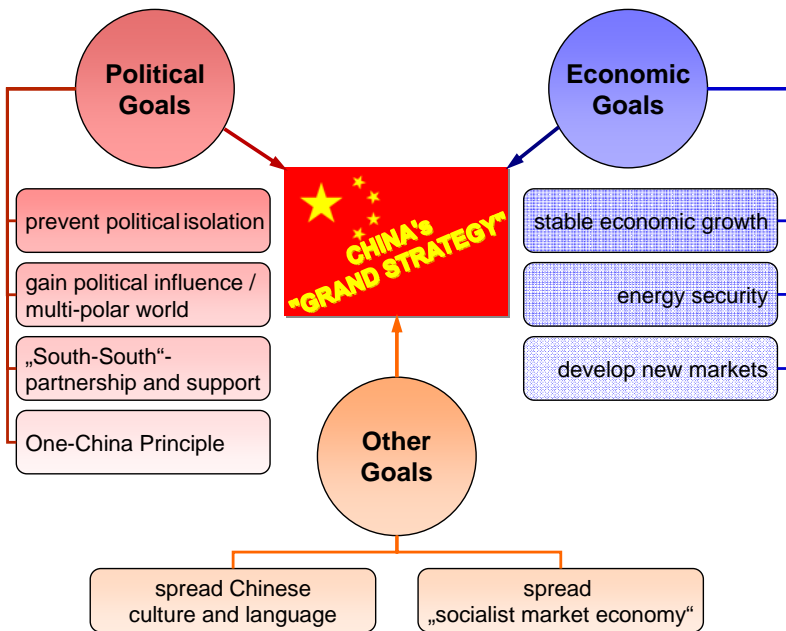 Political
Goals
Economic
Goals
CHINA's
"GRAND STRATEGY"
prevent political isolation
gain political influence /
multi-polar world
„South-South“-
partnership and support
One-China Principle
stable economic growth
energy security
develop new markets
Other
Goals
spread Chinese
culture and language
spread
„socialist market economy“